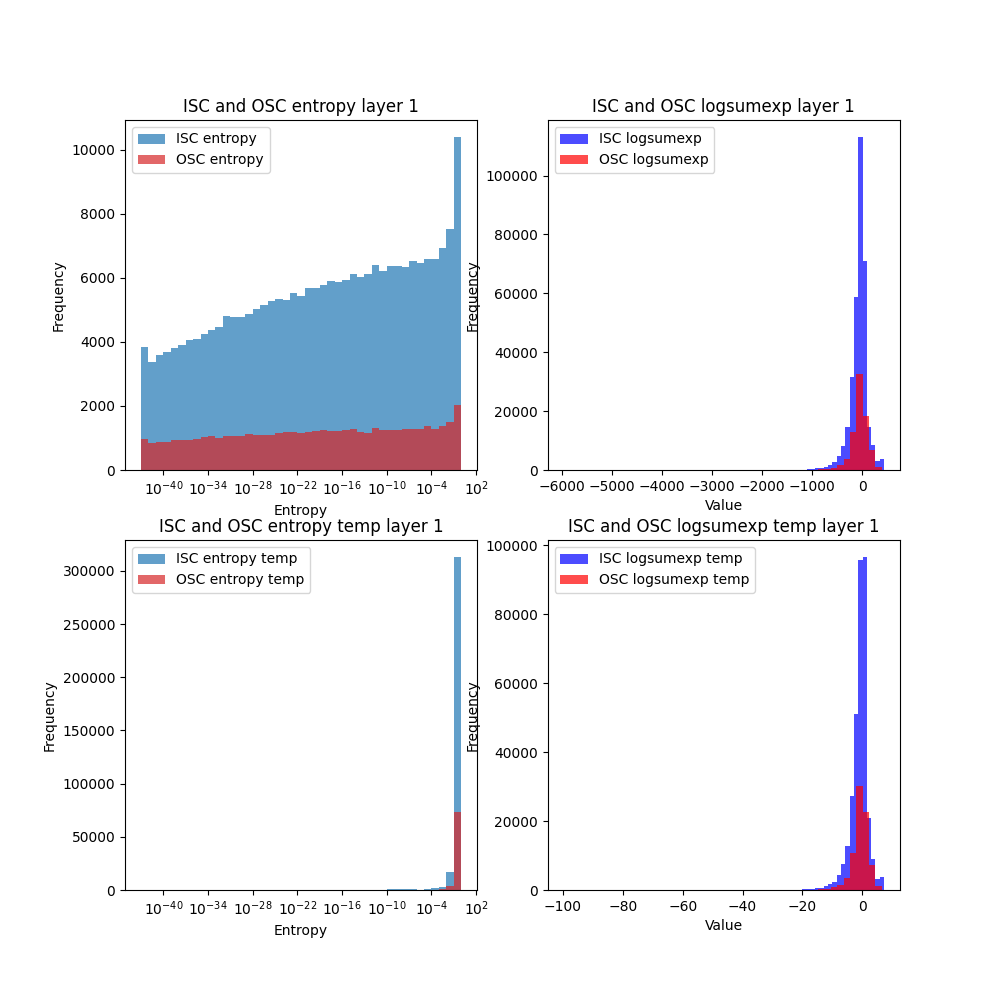 ISC and OSC entropy layer 1
ISC entropy
OSC entropy
10000
8000
6000
4000
2000
0
Frequency
10⁻⁴⁰ 10⁻³⁴ 10⁻²⁸ 10⁻²² 10⁻¹⁶ 10⁻¹⁰ 10⁻⁴ 10²
Entropy
ISC and OSC logsumexp layer 1
ISC logsumexp
OSC logsumexp
100000
80000
60000
40000
20000
0
Frequency
−6000 −5000 −4000 −3000 −2000 −1000 0
Value
ISC and OSC entropy temp layer 1
ISC entropy temp
OSC entropy temp
300000
250000
200000
150000
100000
50000
0
Frequency
10⁻⁴⁰ 10⁻³⁴ 10⁻²⁸ 10⁻²² 10⁻¹⁶ 10⁻¹⁰ 10⁻⁴ 10²
Entropy
ISC and OSC logsumexp temp layer 1
ISC logsumexp temp
OSC logsumexp temp
100000
80000
60000
40000
20000
0
Frequency
−100 −80 −60 −40 −20 0
Value